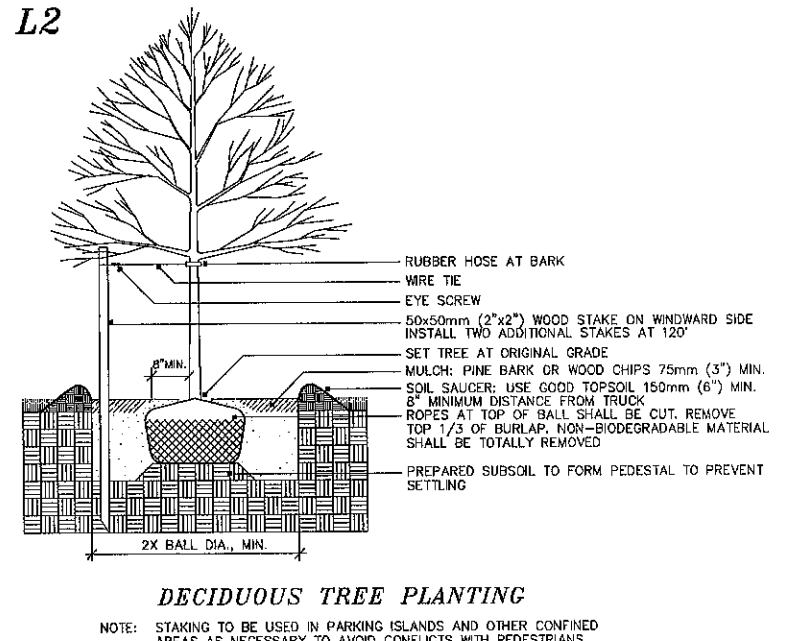 L2
RUBBER HOSE AT BARK
WIRE TIE
EYE SCREW
50x50mm (2"x2") WOOD STAKE ON WINDWARD SIDE
INSTALL TWO ADDITIONAL STAKES AT 120'
8"MIN.
SET TREE AT ORIGINAL GRADE
MULCH: PINE BARK OR WOOD CHIPS 75mm (3") MIN.
SOIL SAUCER: USE GOOD TOPSOIL 150mm (6") MIN.
8" MINIMUM DISTANCE FROM TRUCK
ROPES AT TOP OF BALL SHALL BE CUT. REMOVE
TOP 1/3 OF BURLAP. NON-BIODEGRADABLE MATERIAL
SHALL BE TOTALLY REMOVED
PREPARED SUBSOIL TO FORM PEDESTAL TO PREVENT
SETTLING
2X BALL DIA., MIN.
DECIDUOUS TREE PLANTING
NOTE: STAKING TO BE USED IN PARKING ISLANDS AND OTHER CONFINED
AREAS AS NECESSARY TO AVOID CONFLICTS WITH PEDESTRIANS